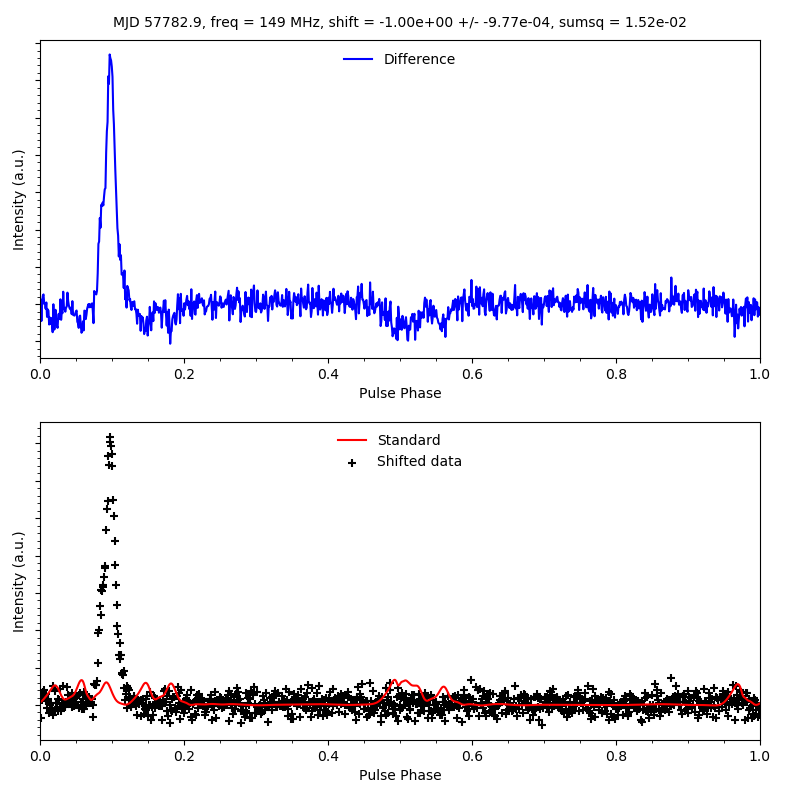 MJD 57782.9, freq = 149 MHz, shift = -1.00e+00 +/- -9.77e-04, sumsq = 1.52e-02
Difference
Intensity (a.u.)
0.0 0.2 0.4 0.6 0.8 1.0
Pulse Phase
Standard
Shifted data
Intensity (a.u.)
0.0 0.2 0.4 0.6 0.8 1.0
Pulse Phase